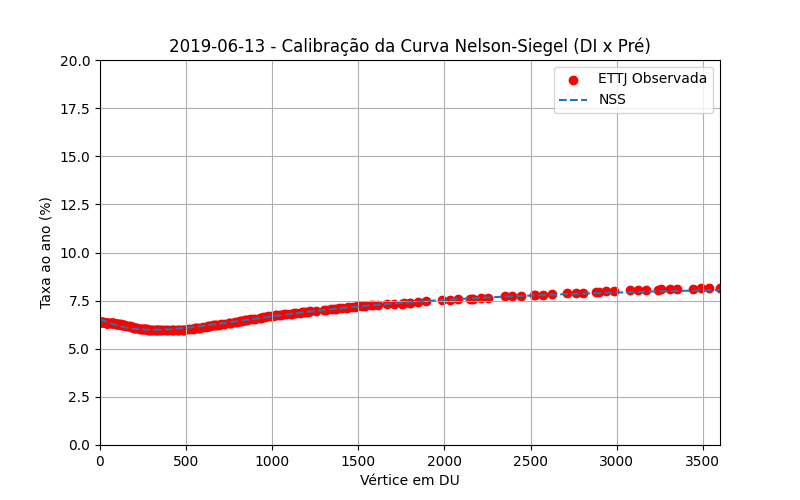 2019-06-13 - Calibração da Curva Nelson-Siegel (DI x Pré)
ETTJ Observada
NSS
Taxa ao ano (%)
20.0
17.5
15.0
12.5
10.0
7.5
5.0
2.5
0.0
0 500 1000 1500 2000 2500 3000 3500
Vértice em DU